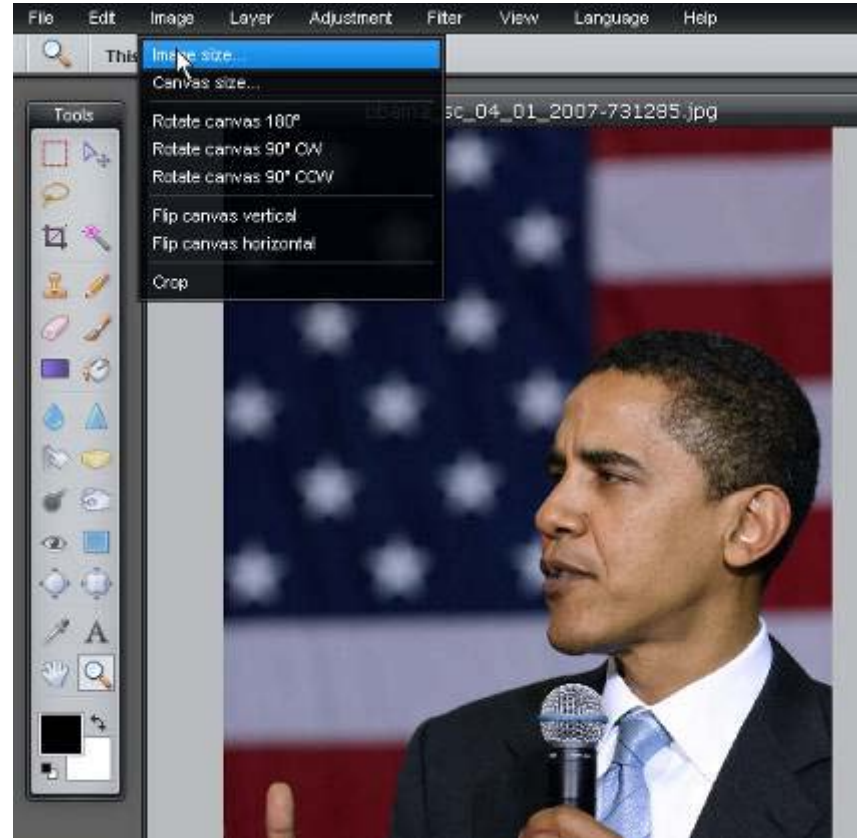 File Edit Image Layer Adjustment Filter View Language Help
This
Image size...
Canvas size...
sc_04_01_2007-731285.jpg
Tools
Rotate canvas 180°
Rotate canvas 90° CW
Rotate canvas 90° CCW
Flip canvas vertical
Flip canvas horizontal
Crop
A